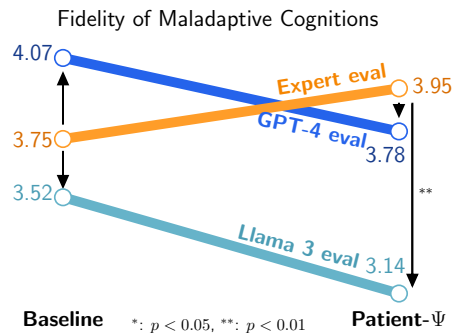 Fidelity of Maladaptive Cognitions
4.07
Expert eval
3.95
3.75
GPT-4 eval
3.78
3.52
**
Llama 3 eval
3.14
Baseline
*: p < 0.05, **: p < 0.01
Patient-Ψ